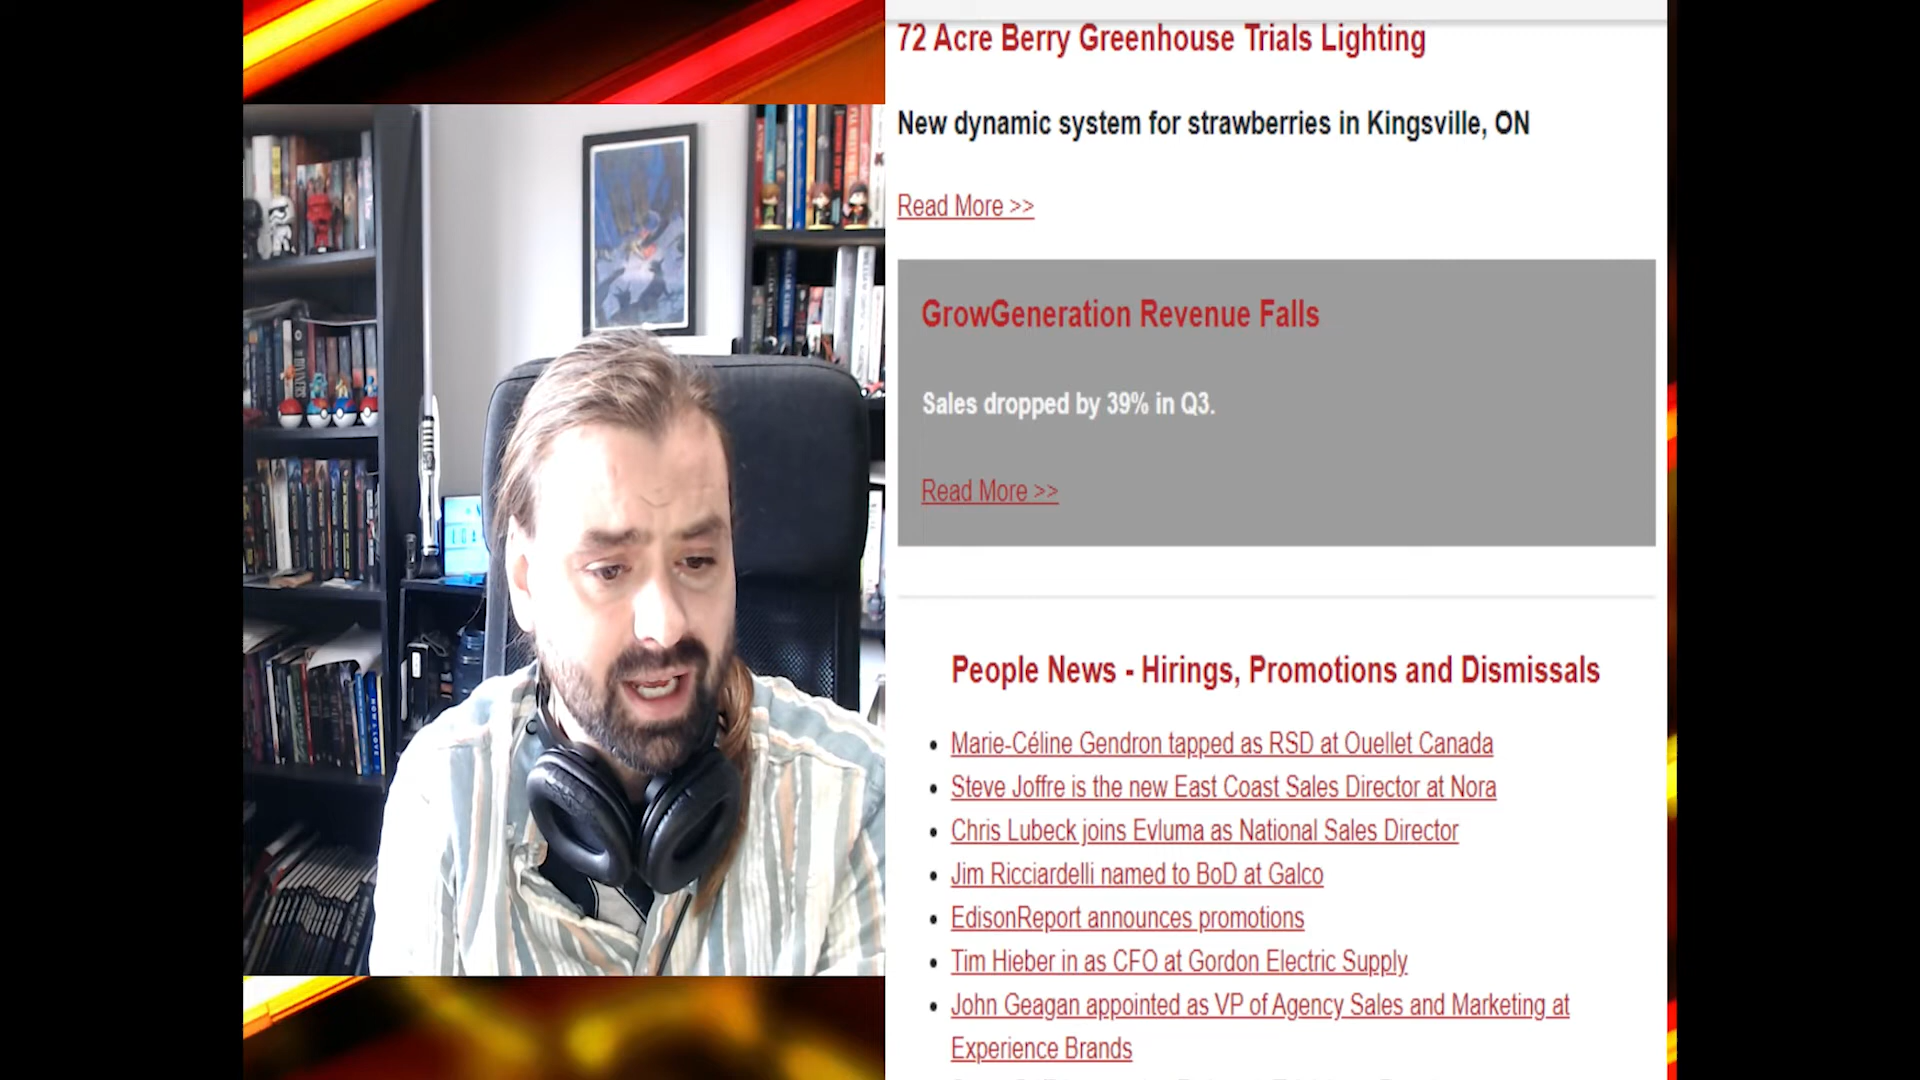 72 Acre Berry Greenhouse Trials Lighting
New dynamic system for strawberries in Kingsville, ON
Read More >>
GrowGeneration Revenue Falls
Sales dropped by 39% in Q3.
Read More >>
People News - Hirings, Promotions and Dismissals
Marie-Céline Gendron tapped as RSD at Ouellet Canada
Steve Joffre is the new East Coast Sales Director at Nora
Chris Lubeck joins Evluma as National Sales Director
Jim Ricciardelli named to BoD at Galco
EdisonReport announces promotions
Tim Hieber in as CFO at Gordon Electric Supply
John Geagan appointed as VP of Agency Sales and Marketing at
Experience Brands